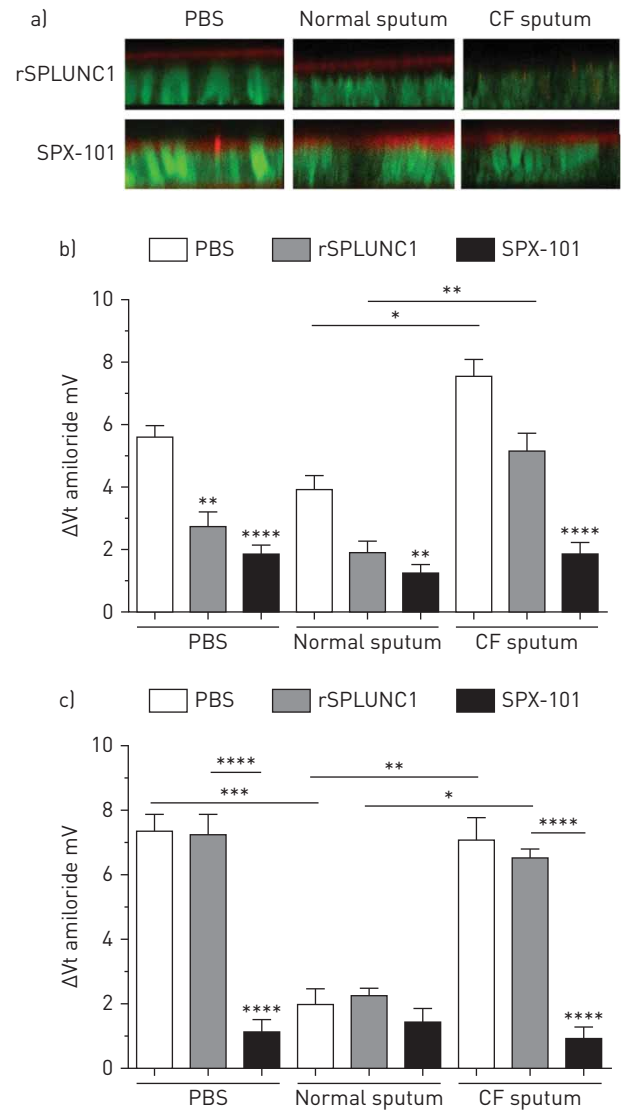 a)
PBS Normal sputum CF sputum
rSPLUNC1
SPX-101
b) PBS rSPLUNC1 SPX-101
10
8
6
4
2
0
ΔVt amiloride mV
** **** ** **** * **
PBS Normal sputum CF sputum
c) PBS rSPLUNC1 SPX-101
10
8
6
4
2
0
ΔVt amiloride mV
**** *** **** ** * **** ****
PBS Normal sputum CF sputum